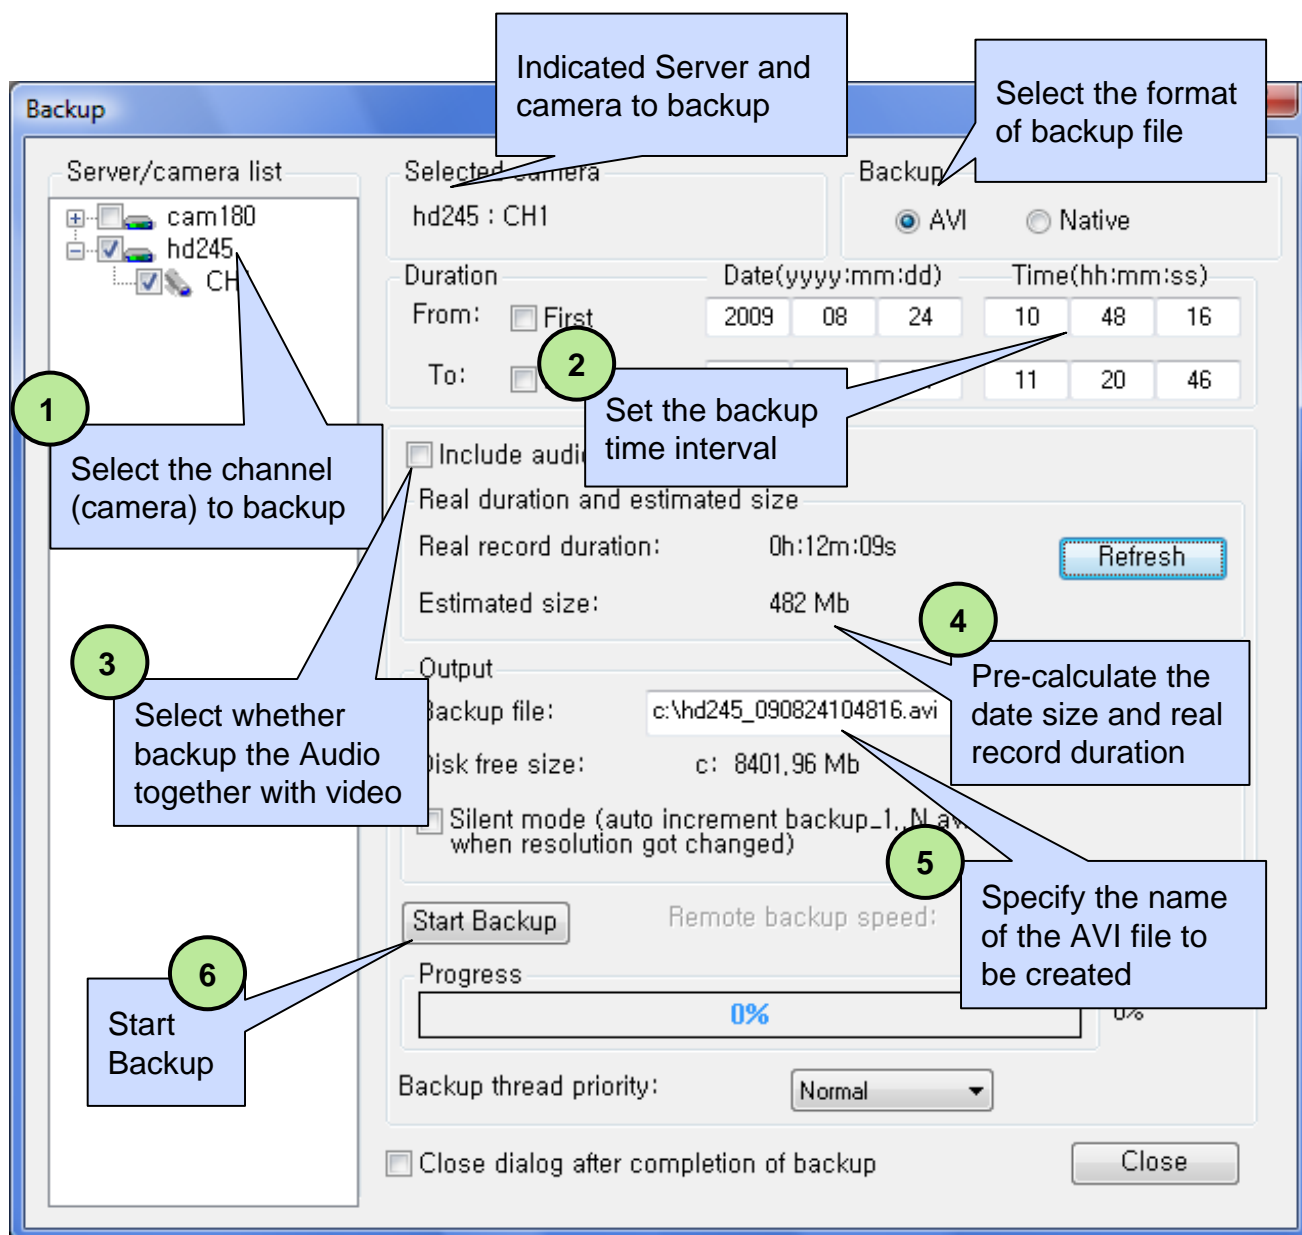 Indicated Server and
camera to backup
Select the format
of backup file
Backup
Server/camera list
cam180
hd245
Selected camera
hd245 : CH1
Backup
AVI
Native
Duration
Date(yyyy:mm:dd)
Time(hh:mm:ss)
From:
First
2009
08
24
10
48
16
To:
11
20
46
2
Set the backup
time interval
1
Select the channel
(camera) to backup
Include audio
Real duration and estimated size
Real record duration:
0h:12m:09s
Refresh
Estimated size:
482 Mb
4
Pre-calculate the
date size and real
record duration
3
Select whether
backup the Audio
together with video
Output
Backup file:
c:\hd245_090824104816.avi
Disk free size:
c: 8401,96 Mb
Silent mode (auto increment backup_1,,N
when resolution got changed)
5
Specify the name
of the AVI file to
be created
Start Backup
Remote backup speed:
6
Start
Backup
Progress
0%
0%
Backup thread priority:
Normal
Close dialog after completion of backup
Close